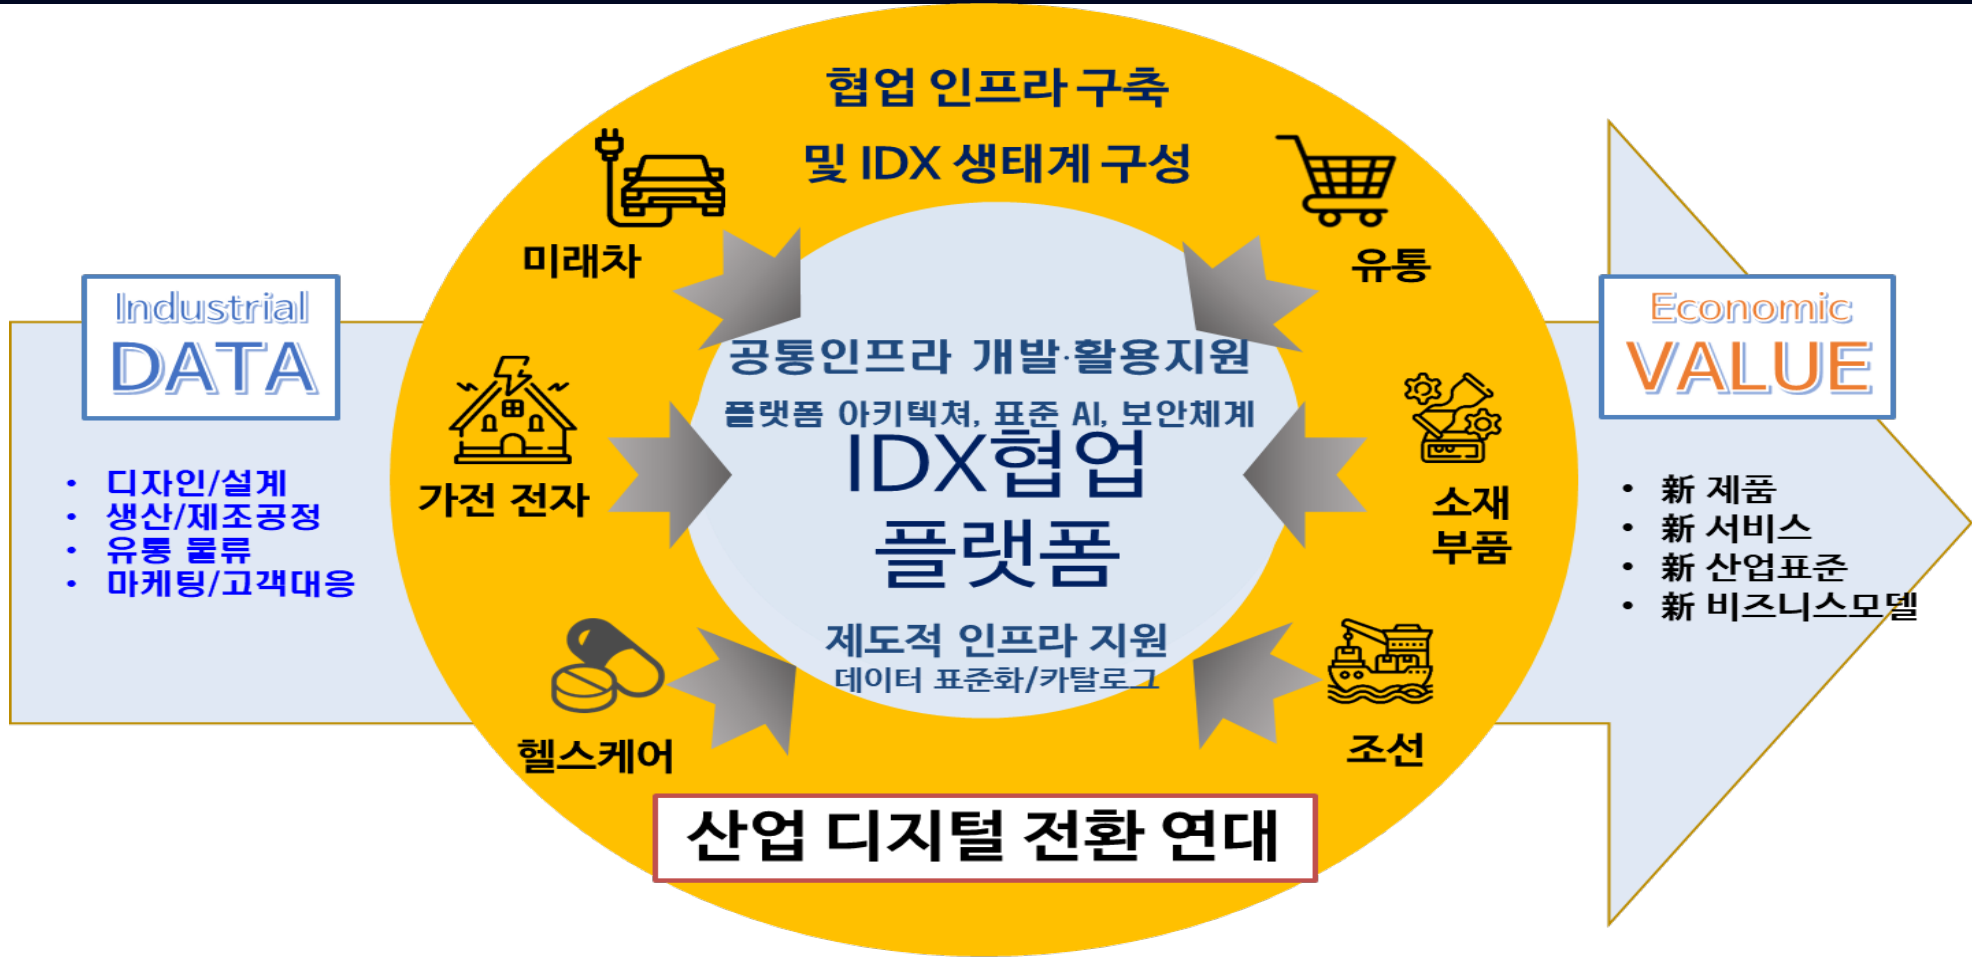 협업 인프라 구축
및 IDX 생태계 구성
미래차
유통
Industrial
DATA
Economic
VALUE
공통인프라 개발·활용지원
플랫폼 아키텍쳐, 표준 AI, 보안체계
IDX협업
플랫폼
가전 전자
소재
부품
• 디자인/설계
• 생산/제조공정
• 유통 물류
• 마케팅/고객대응
• 新 제품
• 新 서비스
• 新 산업표준
• 新 비즈니스모델
제도적 인프라 지원
데이터 표준화/카탈로그
헬스케어
조선
산업 디지털 전환 연대